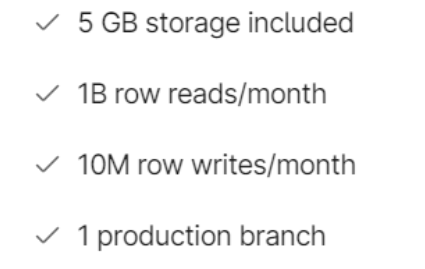 5 GB storage included
1B row reads/month
10M row writes/month
1 production branch